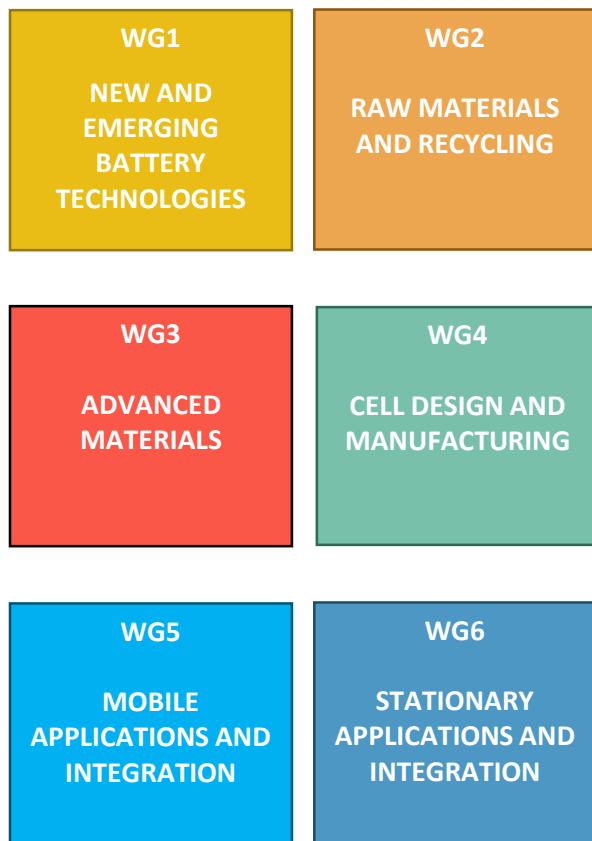 WG1
NEW AND
EMERGING
BATTERY
TECHNOLOGIES
WG2
RAW MATERIALS
AND RECYCLING
WG3
ADVANCED
MATERIALS
WG4
CELL DESIGN AND
MANUFACTURING
WG5
MOBILE
APPLICATIONS AND
INTEGRATION
WG6
STATIONARY
APPLICATIONS AND
INTEGRATION